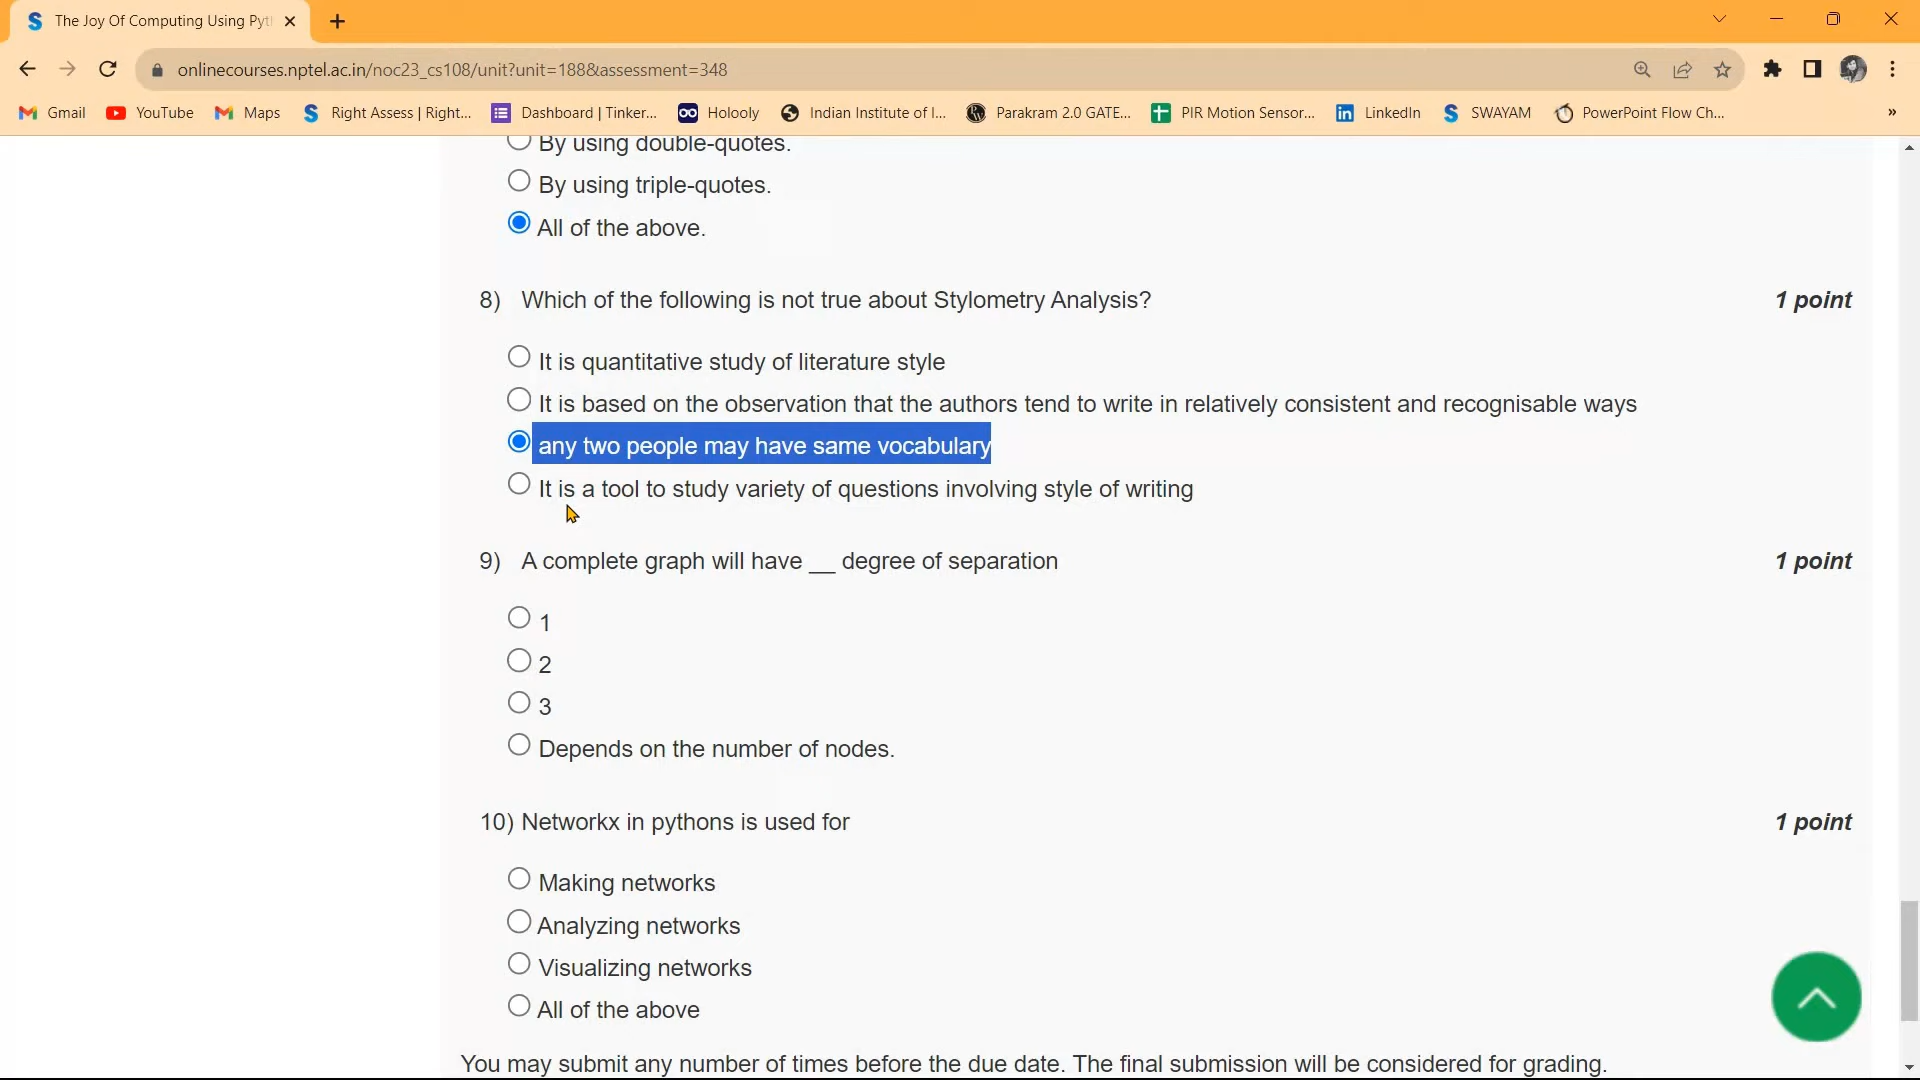 The Joy Of Computing Using Pyt
onlinecourses.nptel.ac.in/noc23_cs108/unit?unit=188&assessment=348
Gmail YouTube Maps Right Assess | Right... Dashboard | Tinker... Holooly Indian Institute of I... Parakram 2.0 GATE... PIR Motion Sensor... LinkedIn SWAYAM PowerPoint Flow Ch... »
By using double-quotes.
By using triple-quotes.
All of the above.
8) Which of the following is not true about Stylometry Analysis? 1 point
It is quantitative study of literature style
It is based on the observation that the authors tend to write in relatively consistent and recognisable ways
any two people may have same vocabulary
It is a tool to study variety of questions involving style of writing
9) A complete graph will have __ degree of separation 1 point
1
2
3
Depends on the number of nodes.
10) Networkx in pythons is used for 1 point
Making networks
Analyzing networks
Visualizing networks
All of the above
You may submit any number of times before the due date. The final submission will be considered for grading.